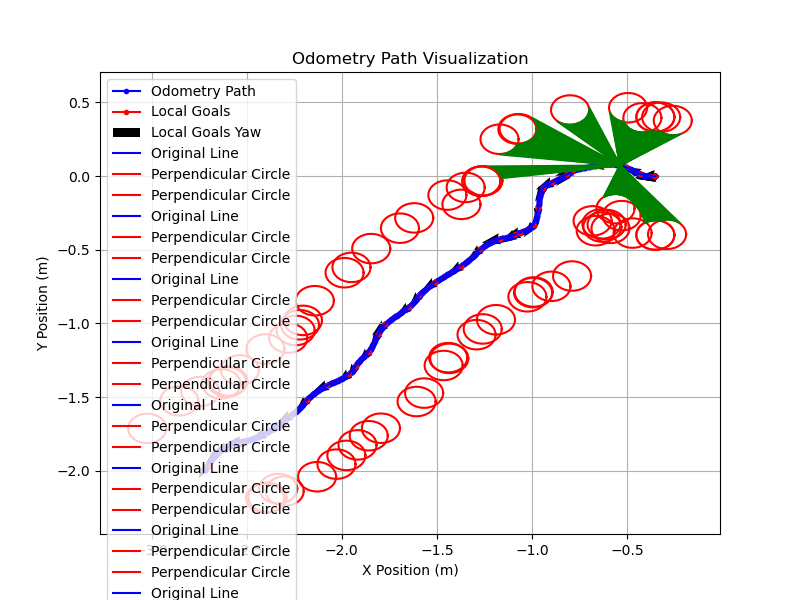 Odometry Path Visualization
Odometry Path
Local Goals
Local Goals Yaw
Original Line
Perpendicular Circle
Perpendicular Circle
Original Line
Perpendicular Circle
Perpendicular Circle
Original Line
Perpendicular Circle
Perpendicular Circle
Original Line
Perpendicular Circle
Perpendicular Circle
Original Line
Perpendicular Circle
Perpendicular Circle
Original Line
Perpendicular Circle
Perpendicular Circle
Original Line
Perpendicular Circle
Perpendicular Circle
Original Line
0.5
0.0
−0.5
−1.0
−1.5
−2.0
Y Position (m)
−2.0
−1.5
−1.0
−0.5
X Position (m)